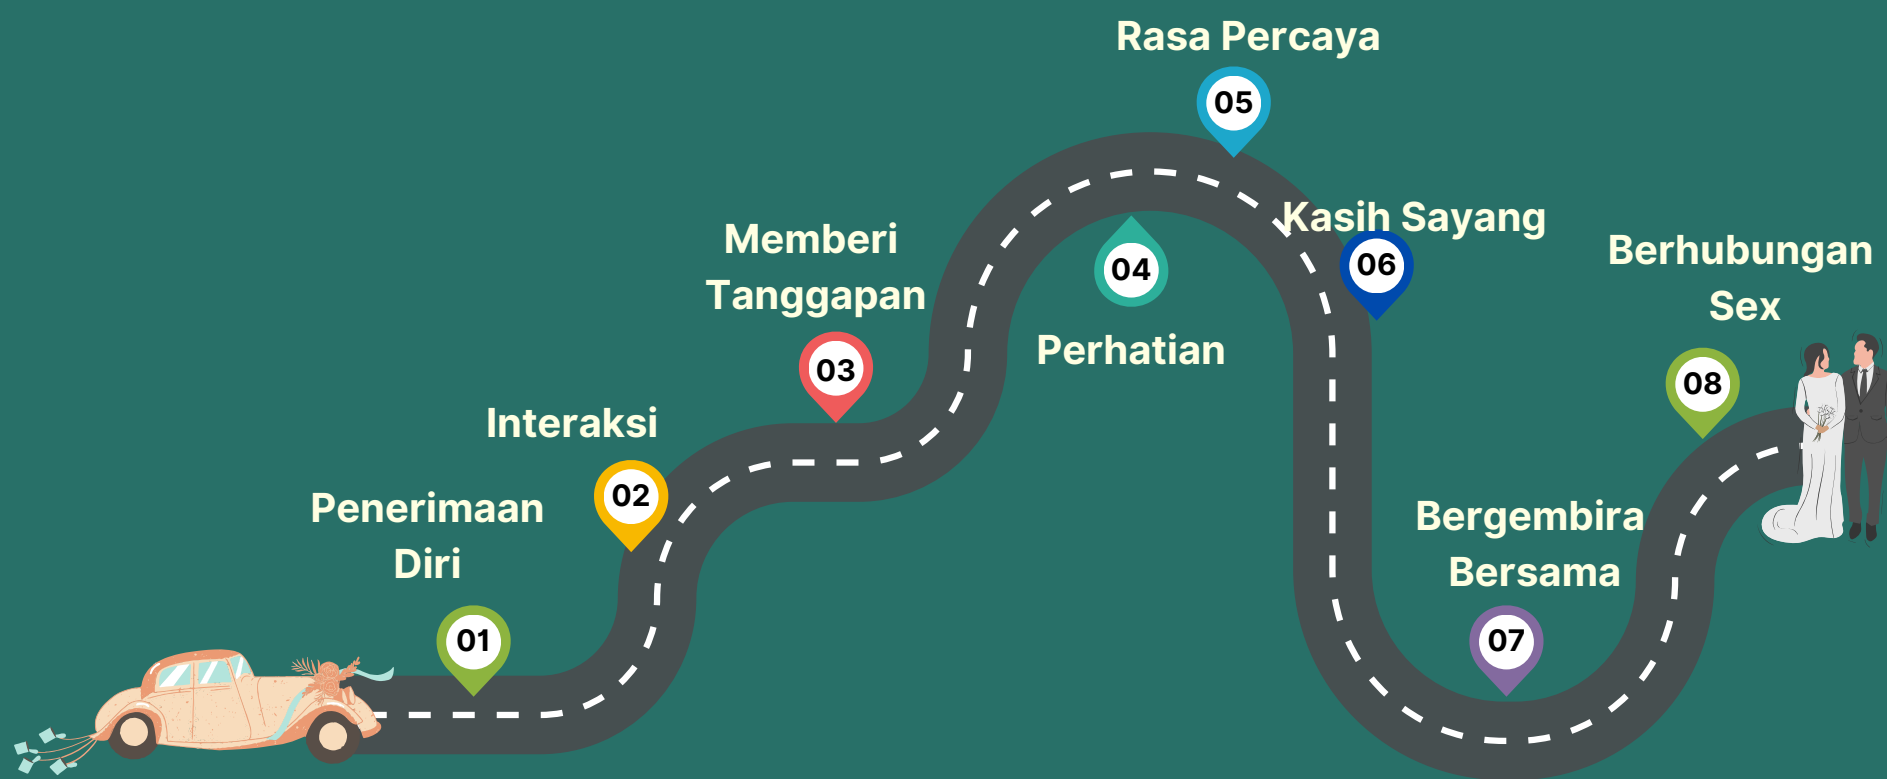 Penerimaan
Diri
01
Interaksi
02
Memberi
Tanggapan
03
04
Perhatian
Rasa Percaya
05
Kasih Sayang
06
Bergembira
Bersama
07
Berhubungan
Sex
08